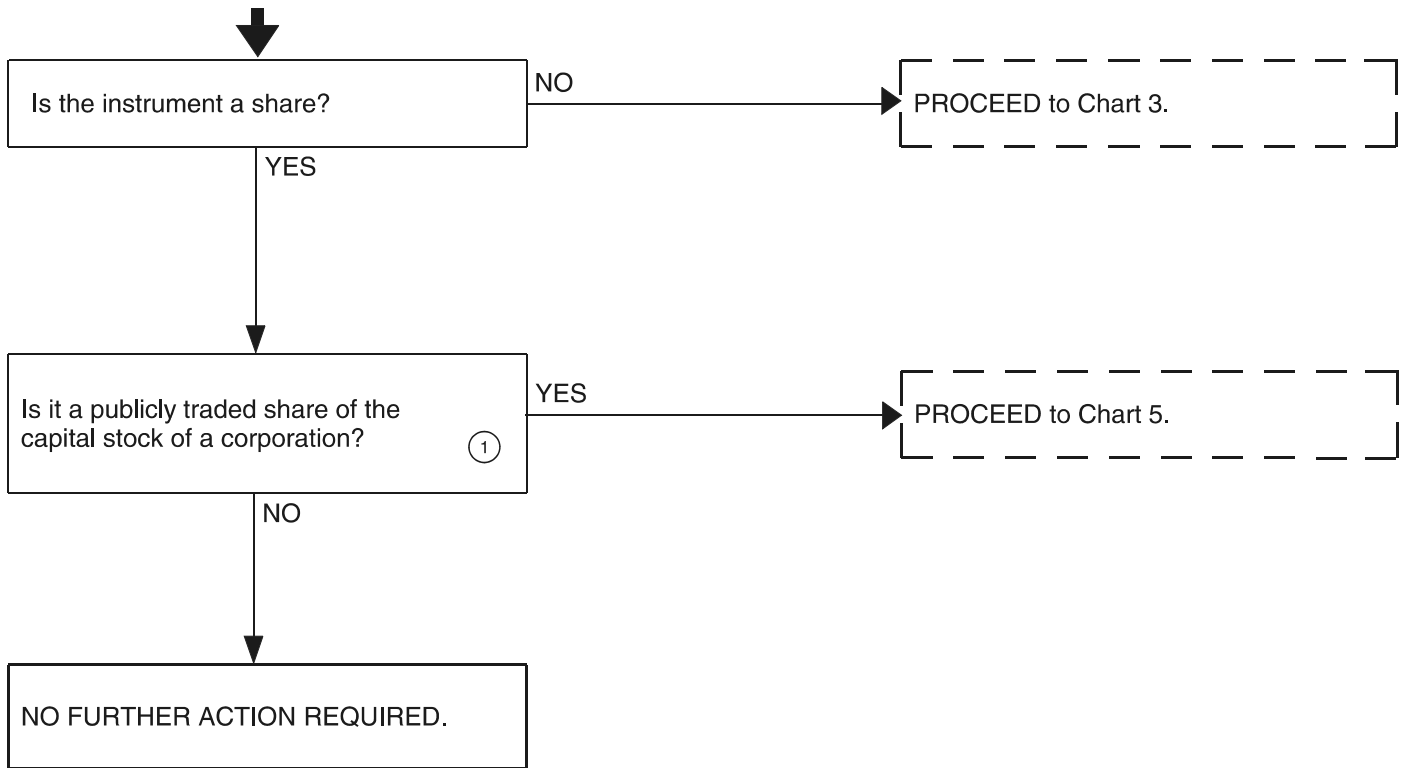 Is the instrument a share?
NO
PROCEED to Chart 3.
YES
Is it a publicly traded share of the
capital stock of a corporation?
1
YES
PROCEED to Chart 5.
NO
NO FURTHER ACTION REQUIRED.